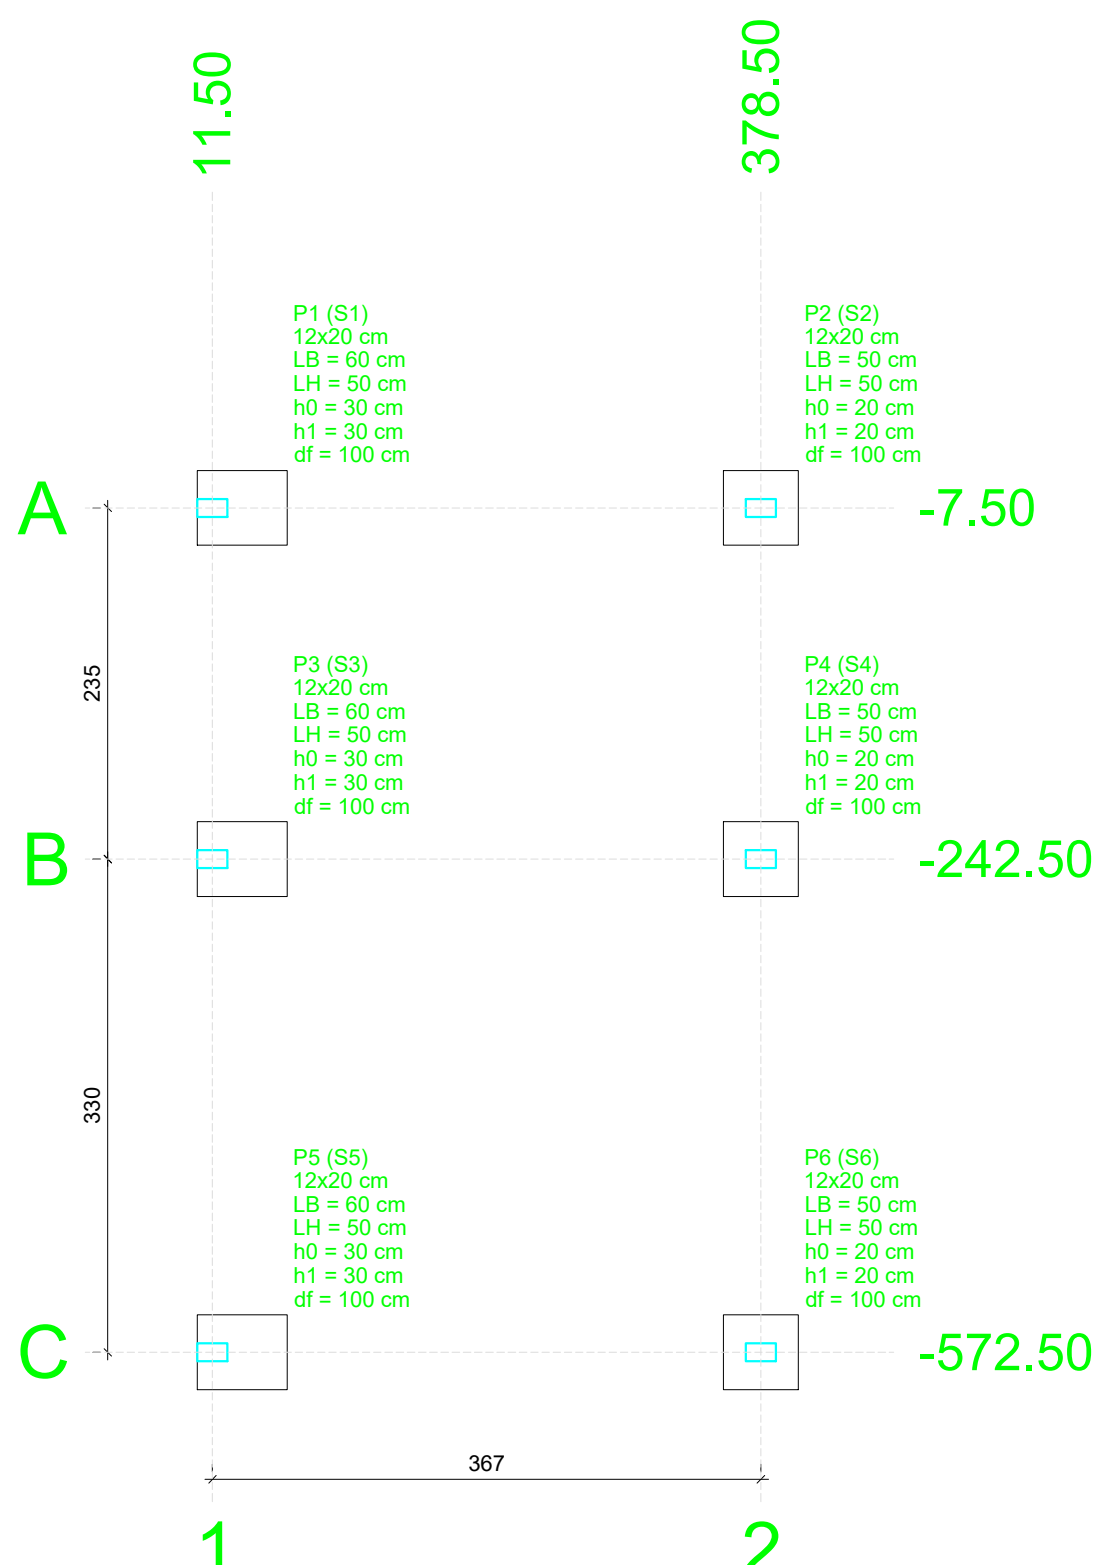 11.50
378.50
P1 (S1)
12x20 cm
LB = 60 cm
LH = 50 cm
h0 = 30 cm
h1 = 30 cm
df = 100 cm
P2 (S2)
12x20 cm
LB = 50 cm
LH = 50 cm
h0 = 20 cm
h1 = 20 cm
df = 100 cm
A
-7.50
235
P3 (S3)
12x20 cm
LB = 60 cm
LH = 50 cm
h0 = 30 cm
h1 = 30 cm
df = 100 cm
P4 (S4)
12x20 cm
LB = 50 cm
LH = 50 cm
h0 = 20 cm
h1 = 20 cm
df = 100 cm
B
-242.50
330
P5 (S5)
12x20 cm
LB = 60 cm
LH = 50 cm
h0 = 30 cm
h1 = 30 cm
df = 100 cm
P6 (S6)
12x20 cm
LB = 50 cm
LH = 50 cm
h0 = 20 cm
h1 = 20 cm
df = 100 cm
C
-572.50
367
1
2